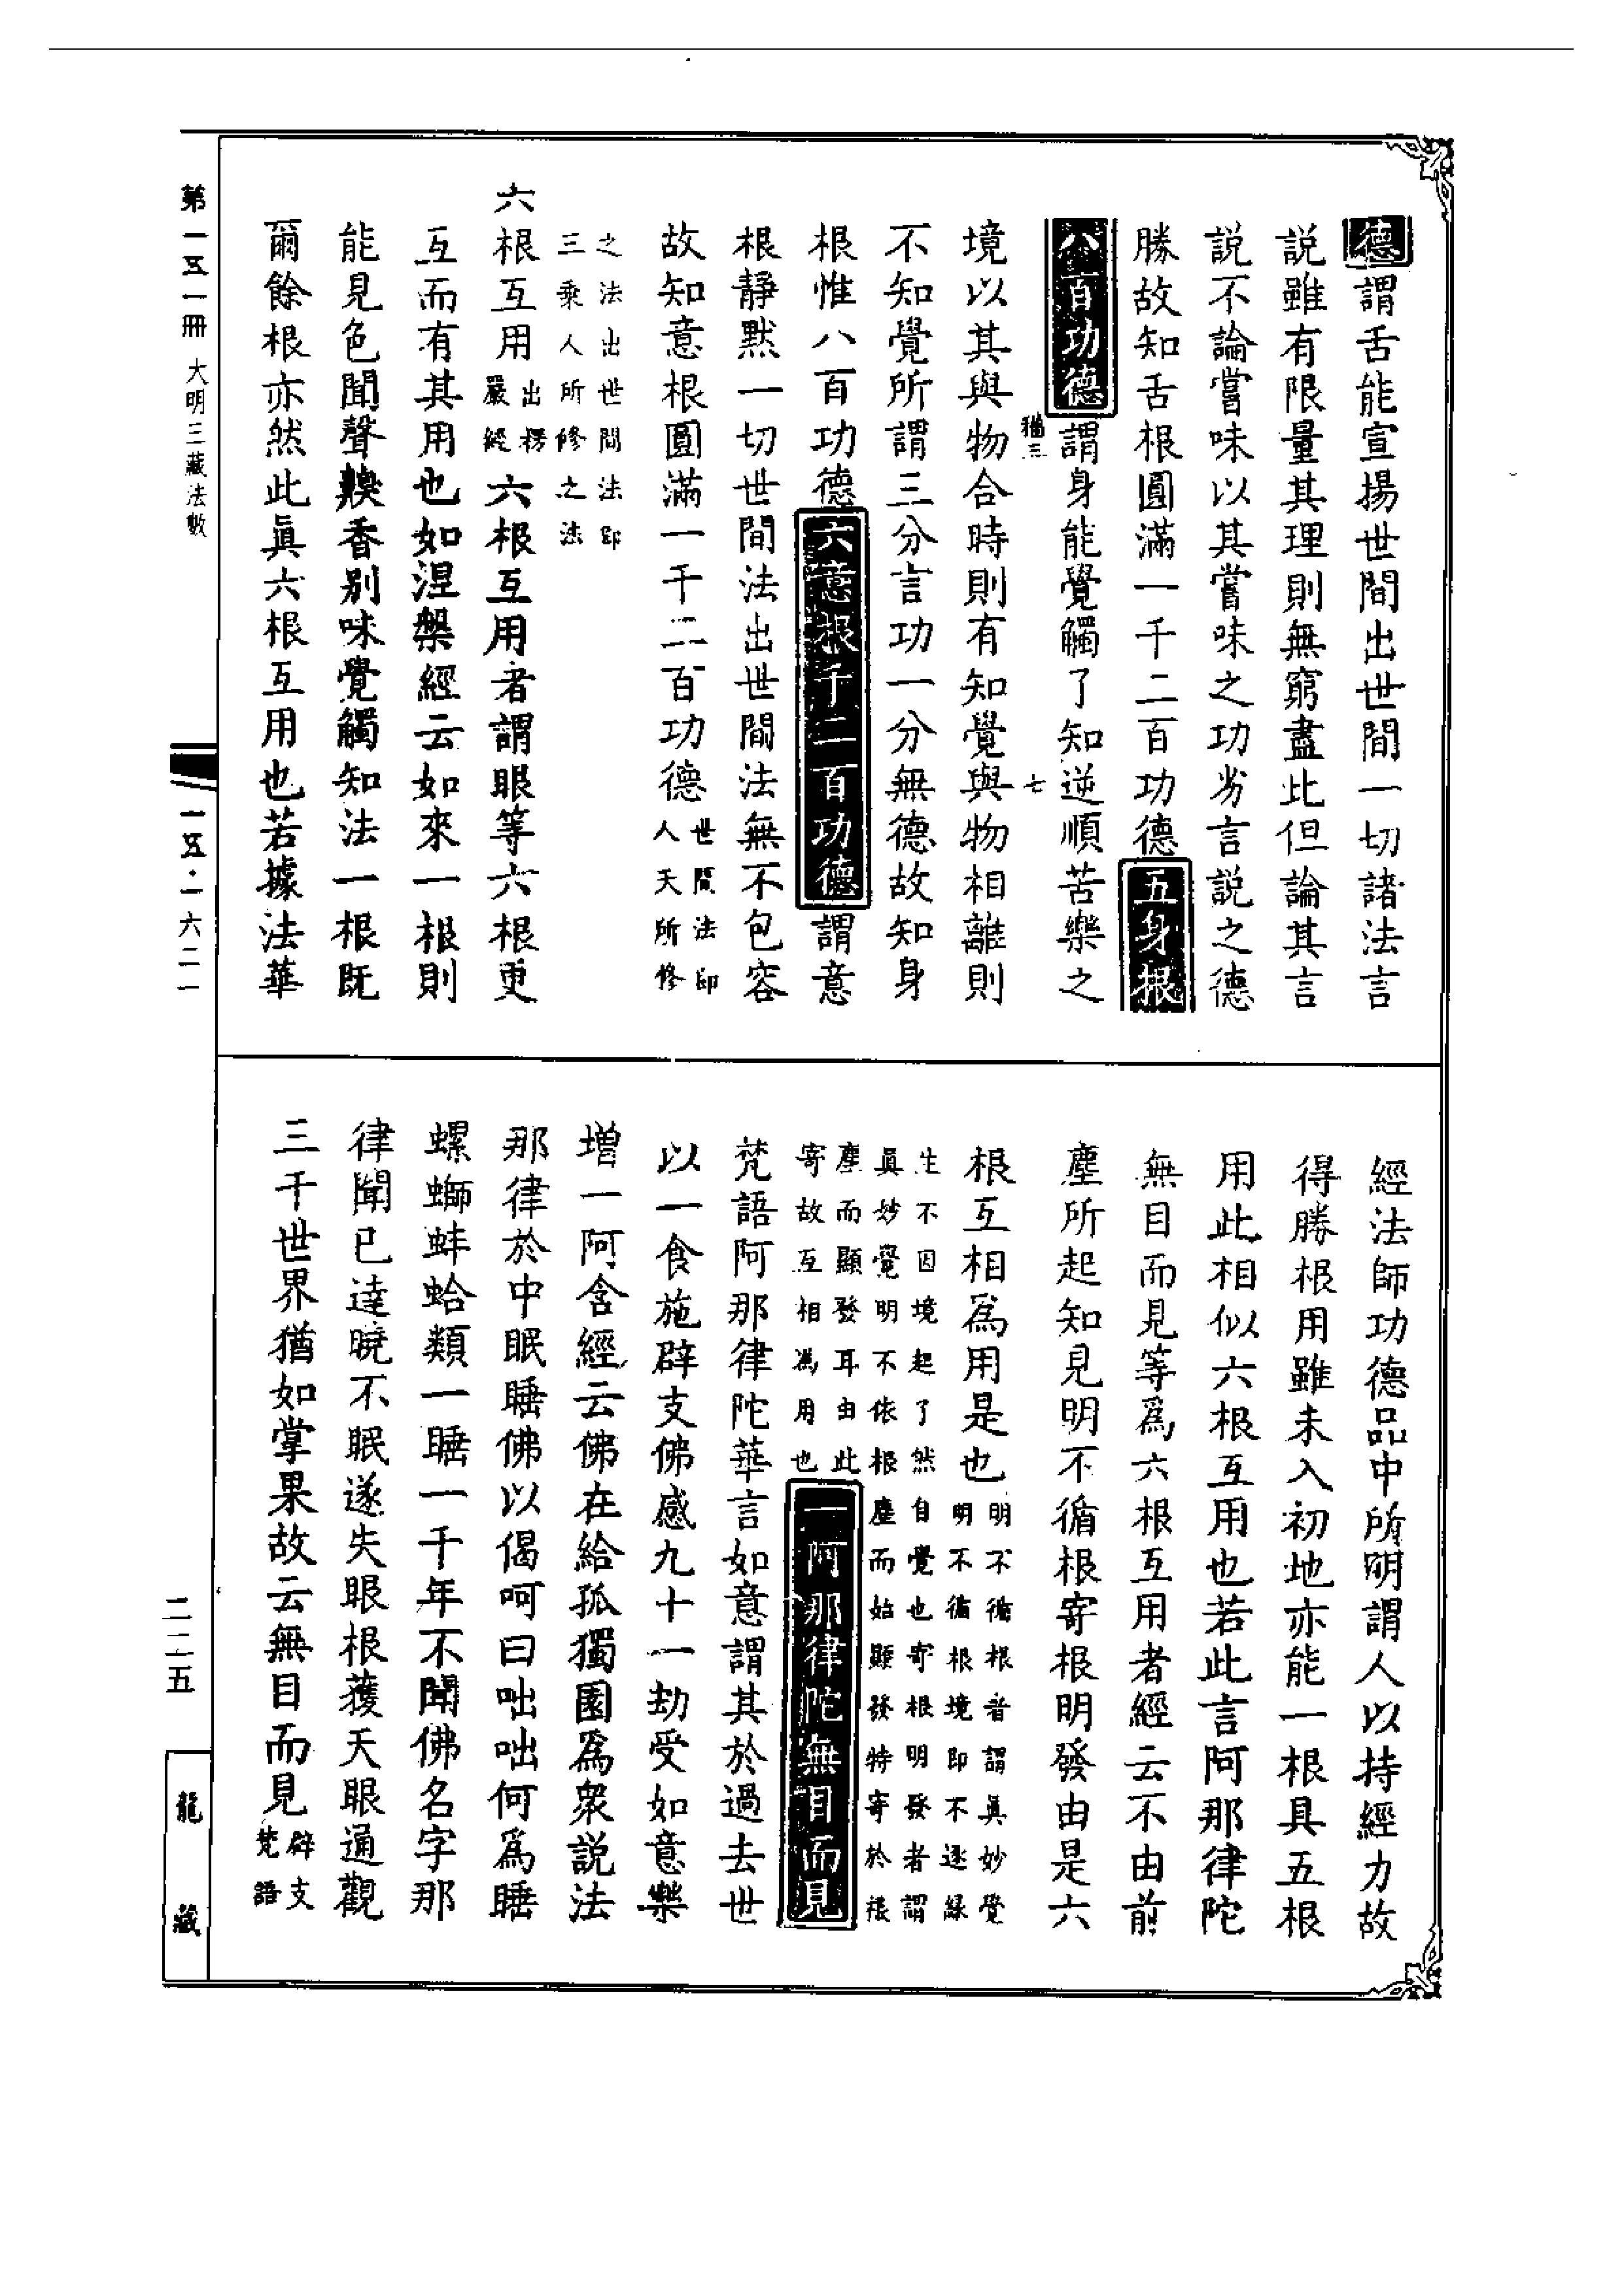 德謂舌能宣揚世間出世間一切諸法言
說雖有限量其理則無窮盡此但論其言
說不論嘗味以其嘗味之功劣言說之德
勝故知舌根圓滿一千二百功德五身根
八百功德謂身能覺觸了知逆順苦樂之
猶三 七
境以其與物合時則有知覺與物相離則
不知覺所謂三分言功一分無德故知身
根惟八百功德六意根千二百功德謂意
根靜默一切世間法出世間法無不包容
故知意根圓滿一千二百功德世間法即
人天所修
之法出世間法即
三乘人所修之法
六根互用出楞
嚴經六根互用者謂眼等六根更
互而有其用也如涅槃經云如來一根則
能見色聞聲齅香別味覺觸知法一根既
爾餘根亦然此眞六根互用也若據法華
經法師功德品中所明謂人以持經力故
得勝根用雖未入初地亦能一根具五根
用此相似六根互用也若此言阿那律陀
無目而見等爲六根互用者經云不由前
塵所起知見明不循根寄根明發由是六
根互相爲用是也明不循根者謂眞妙覺
明不循根境即不逐緣
生不因境起了然自覺也寄根明發者謂
眞妙覺明不依根塵而始顯發特寄於根
塵而顯發耳由此
寄故互相爲用也一阿那律陀無目而見
梵語阿那律陀華言如意謂其於過去世
以一食施辟支佛感九十一劫受如意樂
增一阿含經云佛在給孤獨園爲衆說法
那律於中眠睡佛以偈呵曰咄咄何爲睡
螺螄蚌蛤類一睡一千年不聞佛名字那
律聞已達曉不眠遂失眼根獲天眼通觀
三千世界猶如掌果故云無目而見辟支
梵語
第一五一冊 大明三藏法數
一五·一六二一
二二五
龍藏